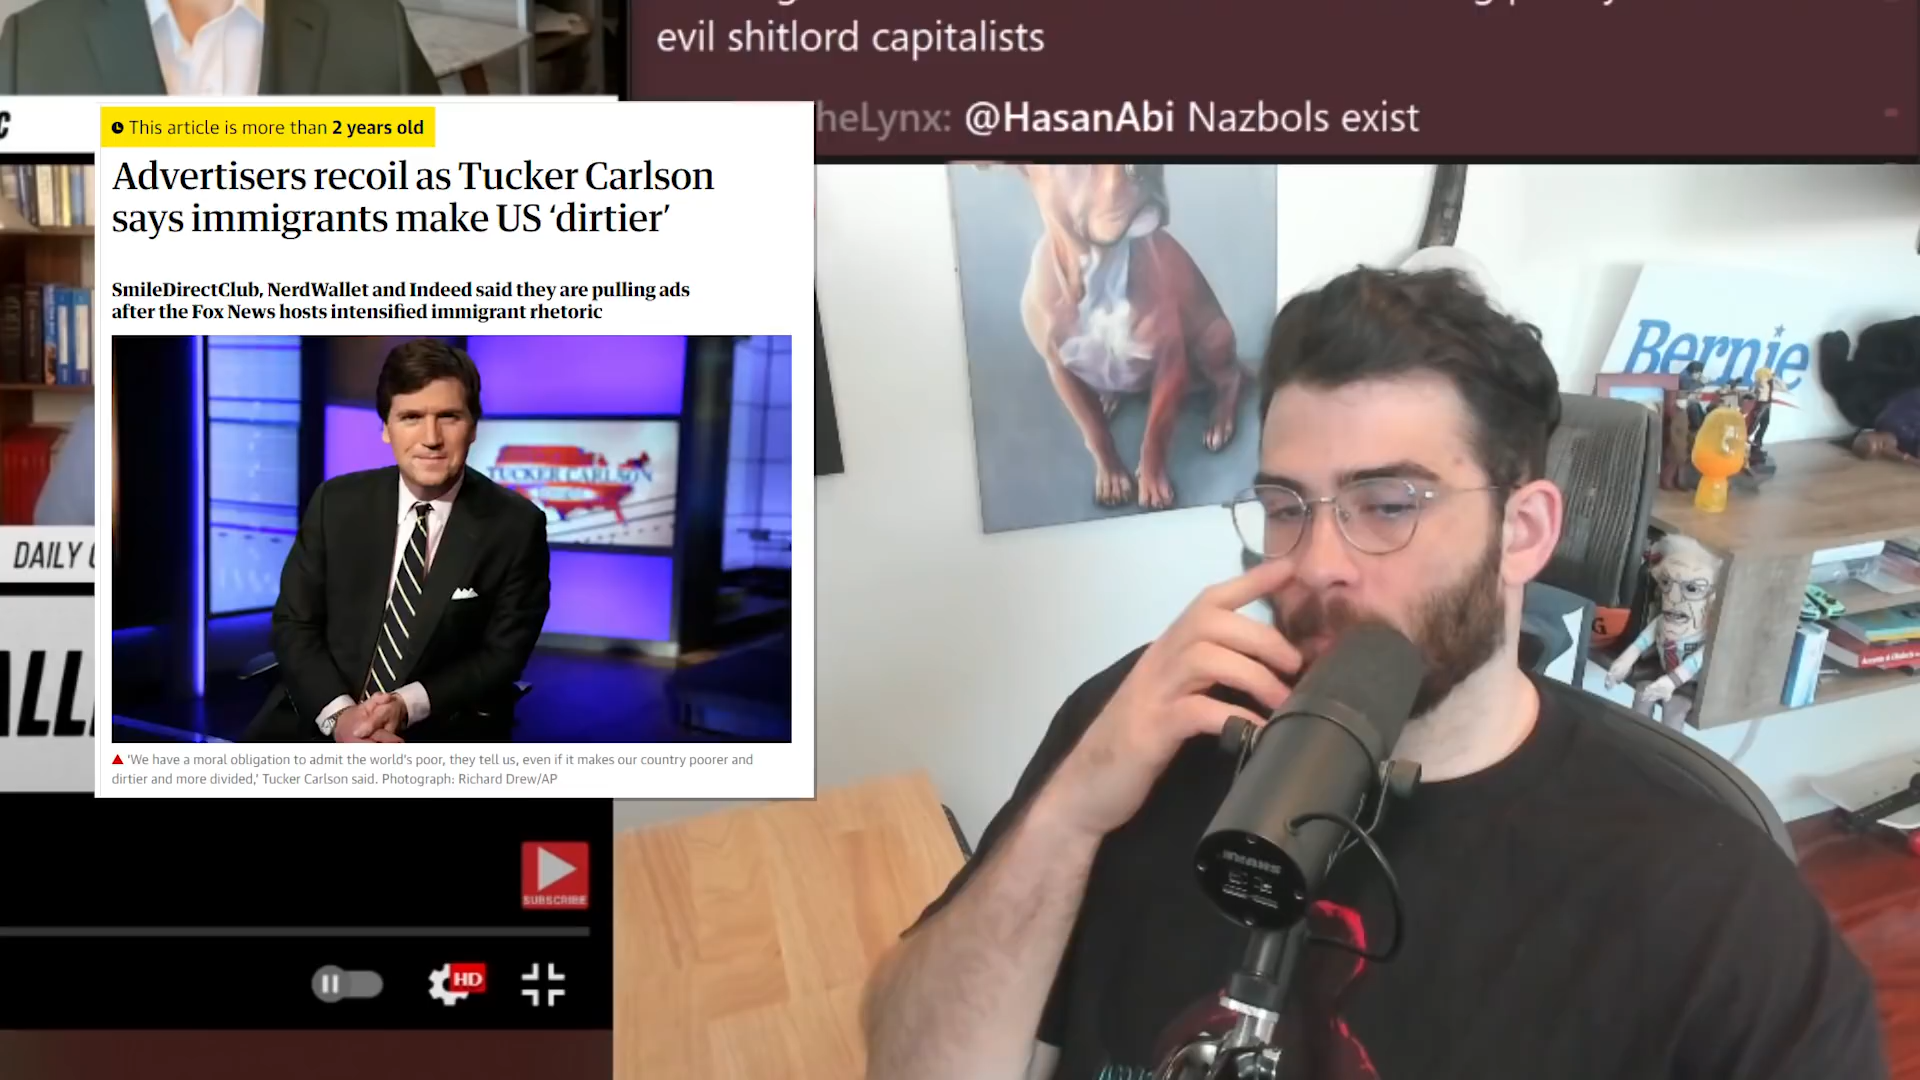 evil shitlord capitalists
heLynx: @HasanAbi Nazbols exist
This article is more than 2 years old
Advertisers recoil as Tucker Carlson
says immigrants make US ‘dirtier’
SmileDirectClub, NerdWallet and Indeed said they are pulling ads
after the Fox News hosts intensified immigrant rhetoric
TUCKER CARLSON
'We have a moral obligation to admit the world's poor, they tell us, even if it makes our country poorer and
dirtier and more divided,' Tucker Carlson said. Photograph: Richard Drew/AP
Bernie
DAILY
ALL
SUBSCRIBE
HD